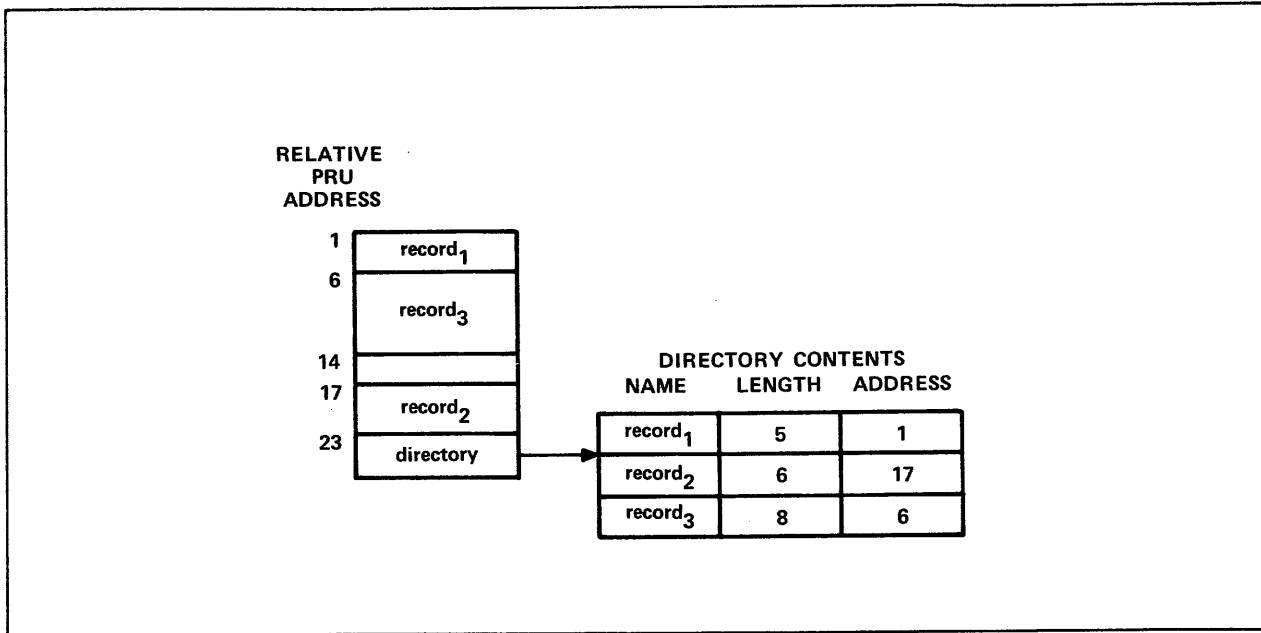 RELATIVE
PRU
ADDRESS
1
record1
6
record3
14
17
record2
23
directory
DIRECTORY CONTENTS
NAME LENGTH ADDRESS
record1 5 1
record2 6 17
record3 8 6